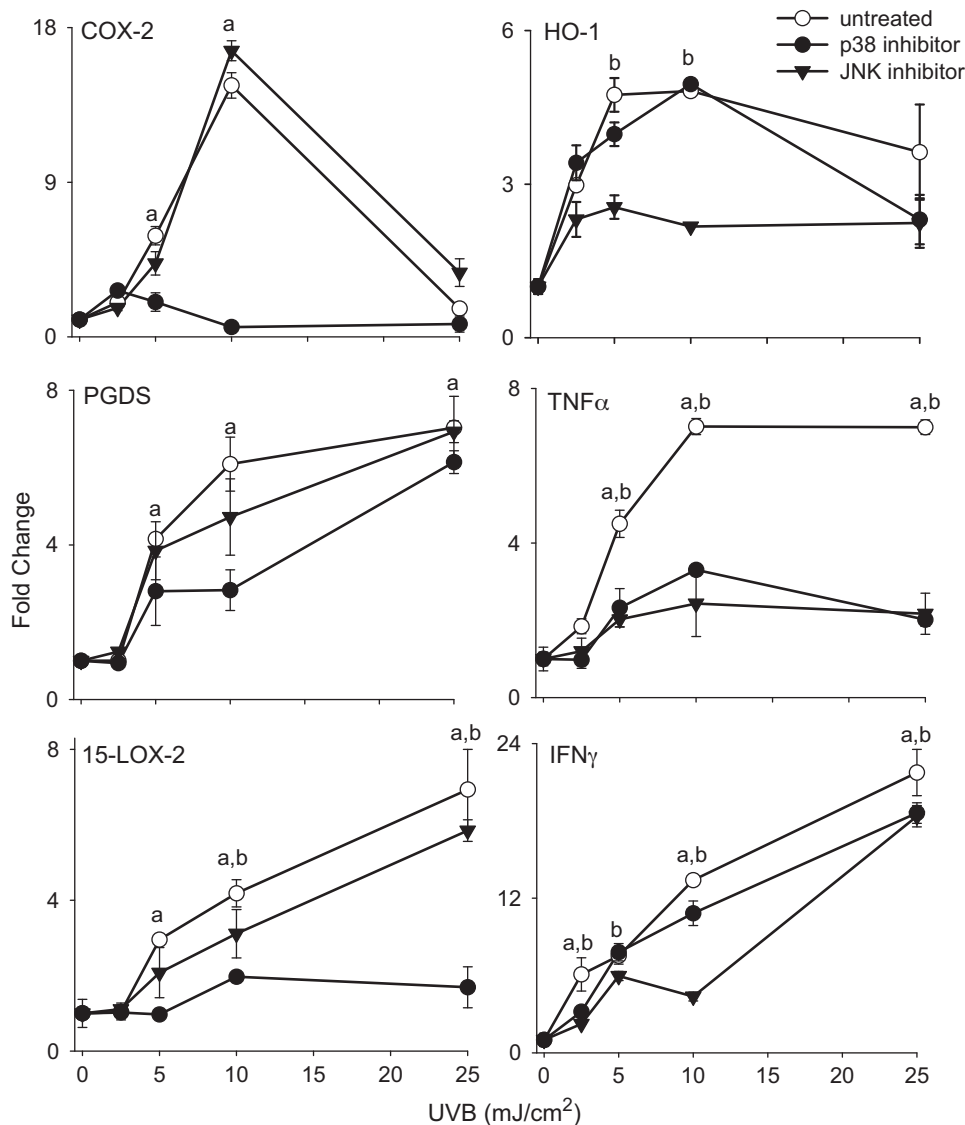 COX-2
18
9
0
a
a
HO-1
6
3
0
b
b
untreated
p38 inhibitor
JNK inhibitor
PGDS
8
4
0
a
a
a
TNFα
8
4
0
a,b
a,b
a,b
Fold Change
15-LOX-2
8
4
0
a
a,b
a,b
0 5 10 15 20 25
IFNγ
24
12
0
a,b
b
a,b
a,b
0 5 10 15 20 25
UVB (mJ/cm²)